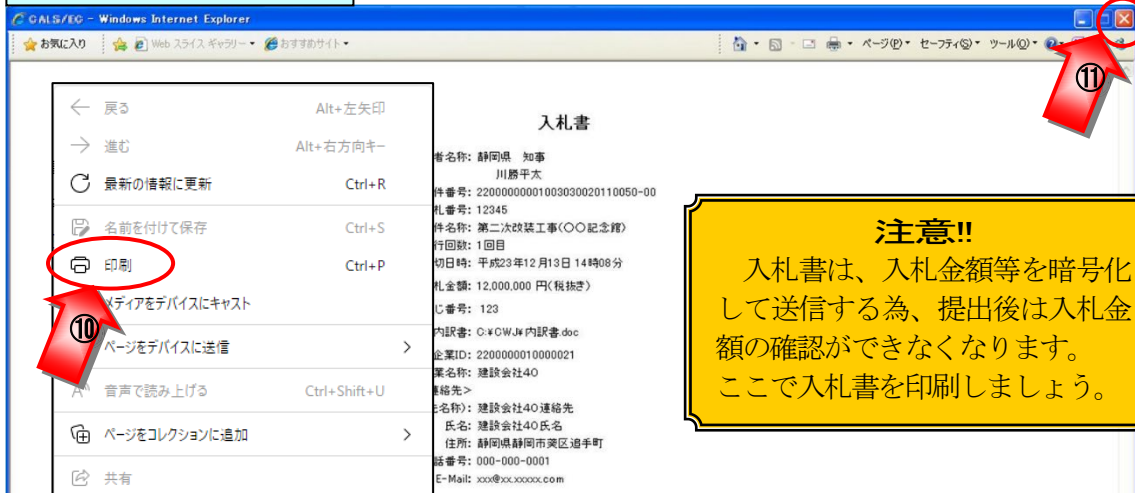 CALS/EC - Windows Internet Explorer
お気に入り Web スライス ギャラリー おすすめサイト ページ(P) セーフティ(S) ツール(O)
⑪
← 戻る Alt+左矢印
→ 進む Alt+右方向キー
最新の情報に更新 Ctrl+R
名前を付けて保存 Ctrl+S
印刷 Ctrl+P
メディアをデバイスにキャスト
⑩
ページをデバイスに送信 >
音声で読み上げる Ctrl+Shift+U
ページをコレクションに追加 >
共有
入札書
者名称: 静岡県 知事
川勝平太
件番号: 22000000001003030020110050-00
札番号: 12345
件名称: 第二次改装工事(〇〇記念館)
行回数: 1回目
切日時: 平成23年12月13日 14時08分
札金額: 12,000,000 円(税抜き)
じ番号: 123
内訳書: C:¥CWJ¥内訳書.doc
企業ID: 2200000010000021
業名称: 建設会社40
連絡先>
名称): 建設会社40連絡先
氏名: 建設会社40氏名
住所: 静岡県静岡市葵区追手町
話番号: 000-000-0001
E-Mail: xxx@xx.xxxxx.com
注意!!
入札書は、入札金額等を暗号化
して送信する為、提出後は入札金
額の確認ができなくなります。
ここで入札書を印刷しましょう。